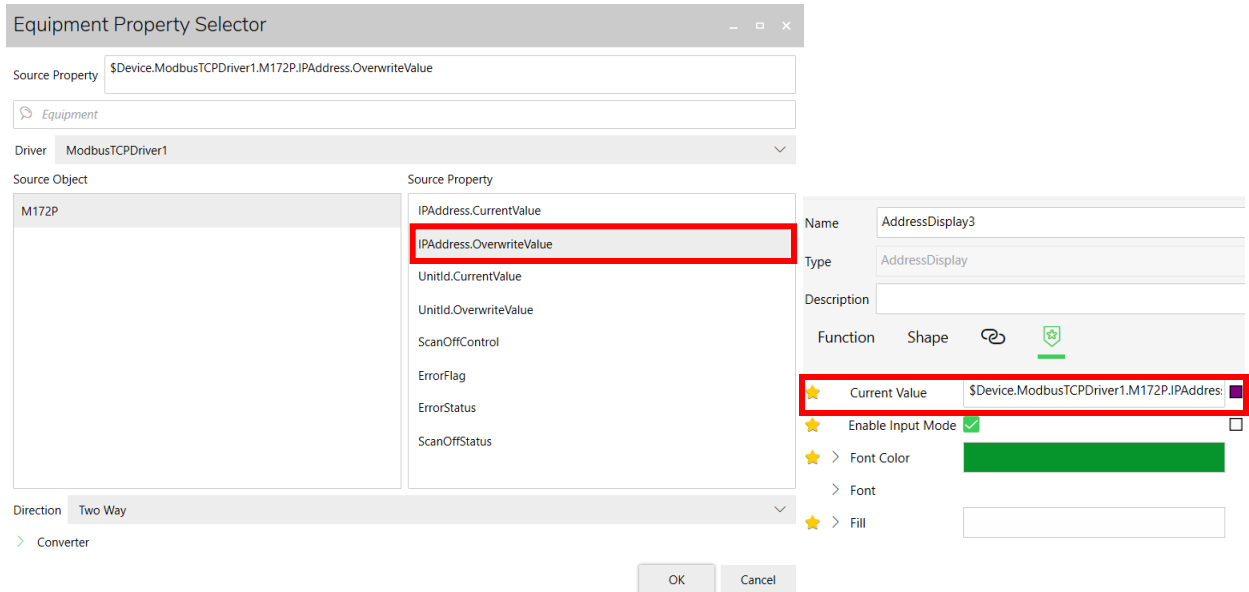 Equipment Property Selector
Source Property $Device.ModbusTCPDriver1.M172P.IPAddress.OverwriteValue
Equipment
Driver ModbusTCPDriver1
Source Object Source Property
M172P
IPAddress.CurrentValue
IPAddress.OverwriteValue
UnitId.CurrentValue
UnitId.OverwriteValue
ScanOffControl
ErrorFlag
ErrorStatus
ScanOffStatus
Direction Two Way
Converter
OK Cancel
Name AddressDisplay3
Type AddressDisplay
Description
Function Shape
Current Value $Device.ModbusTCPDriver1.M172P.IPAddres
Enable Input Mode
Font Color
Font
Fill